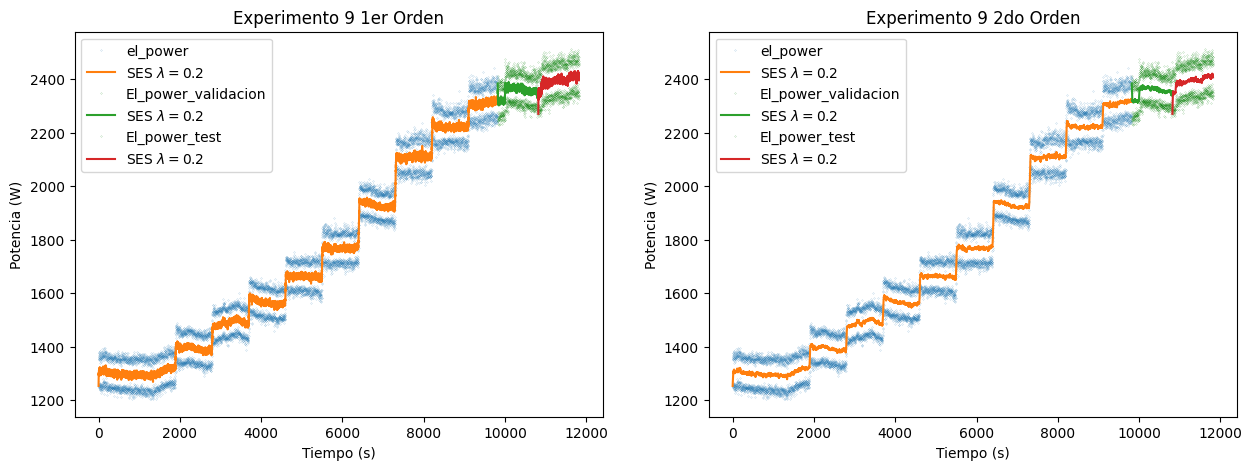 Experimento 9 1er Orden
el_power
SES λ = 0.2
El_power_validacion
SES λ = 0.2
El_power_test
SES λ = 0.2
2400
2200
2000
1800
1600
1400
1200
Potencia (W)
0 2000 4000 6000 8000 10000 12000
Tiempo (s)
Experimento 9 2do Orden
el_power
SES λ = 0.2
El_power_validacion
SES λ = 0.2
El_power_test
SES λ = 0.2
2400
2200
2000
1800
1600
1400
1200
Potencia (W)
0 2000 4000 6000 8000 10000 12000
Tiempo (s)